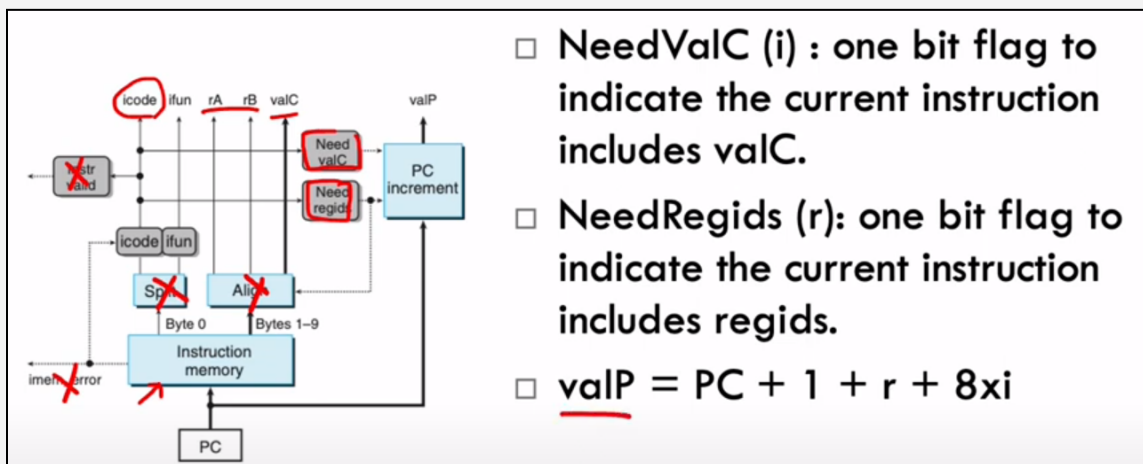 icode ifun rA rB valC valP
Need
valC
PC
increment
Need
regids
icode ifun
Byte 0 Bytes 1–9
Instruction
memory
PC
NeedValC (i) : one bit flag to
indicate the current instruction
includes valC.
NeedRegids (r): one bit flag to
indicate the current instruction
includes regids.
valP = PC + 1 + r + 8xi